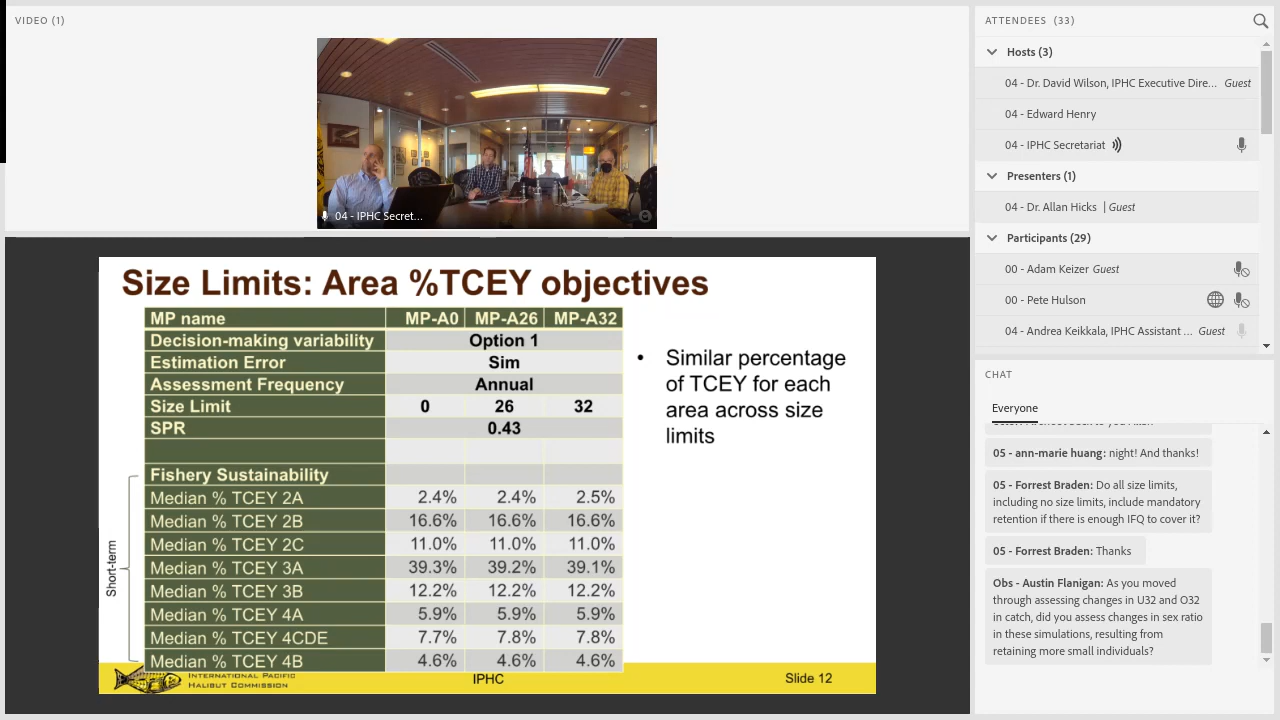 VIDEO (1)
04 - IPHC Secret...
Size Limits: Area %TCEY objectives
MP name MP-A0 MP-A26 MP-A32
Decision-making variability Option 1
Estimation Error Sim
Assessment Frequency Annual
Size Limit 0 26 32
SPR 0.43
Fishery Sustainability
Median % TCEY 2A 2.4% 2.4% 2.5%
Median % TCEY 2B 16.6% 16.6% 16.6%
Median % TCEY 2C 11.0% 11.0% 11.0%
Median % TCEY 3A 39.3% 39.2% 39.1%
Median % TCEY 3B 12.2% 12.2% 12.2%
Median % TCEY 4A 5.9% 5.9% 5.9%
Median % TCEY 4CDE 7.7% 7.8% 7.8%
Median % TCEY 4B 4.6% 4.6% 4.6%
Short-term
• Similar percentage
of TCEY for each
area across size
limits
INTERNATIONAL PACIFIC
HALIBUT COMMISSION
IPHC
Slide 12
ATTENDEES (33)
Hosts (3)
04 - Dr. David Wilson, IPHC Executive Dire... Guest
04 - Edward Henry
04 - IPHC Secretariat
Presenters (1)
04 - Dr. Allan Hicks | Guest
Participants (29)
00 - Adam Keizer Guest
00 - Pete Hulson
04 - Andrea Keikkala, IPHC Assistant ... Guest
CHAT
Everyone
05 - ann-marie huang: night! And thanks!
05 - Forrest Braden: Do all size limits,
including no size limits, include mandatory
retention if there is enough IFQ to cover it?
05 - Forrest Braden: Thanks
Obs - Austin Flanigan: As you moved
through assessing changes in U32 and O32
in catch, did you assess changes in sex ratio
in these simulations, resulting from
retaining more small individuals?